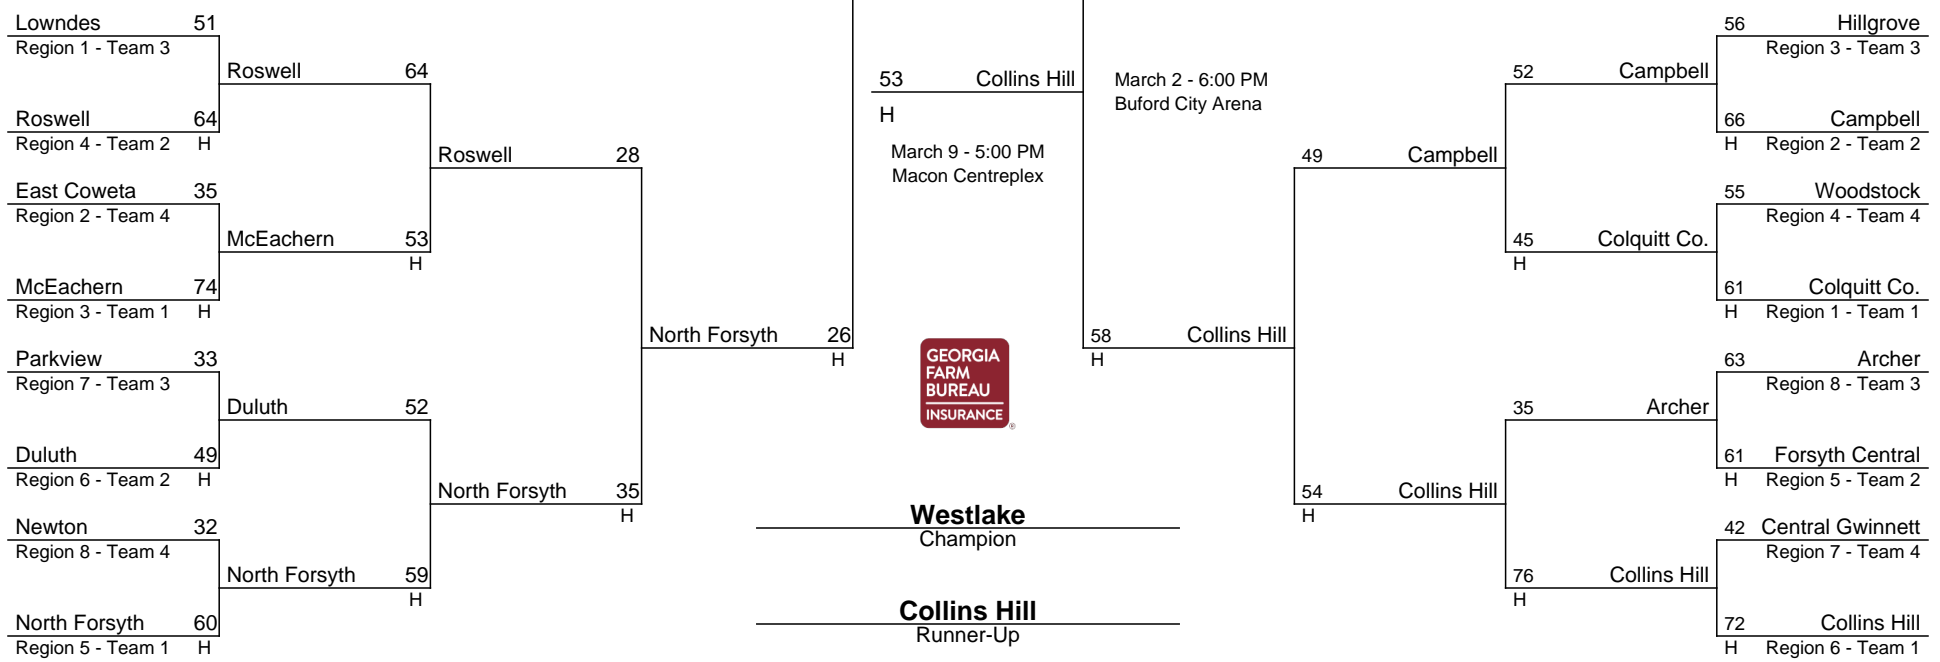 Lowndes 51
Region 1 - Team 3
Roswell 64
Roswell 64
Region 4 - Team 2 H
Roswell 28
East Coweta 35
Region 2 - Team 4
McEachern 53
H
McEachern 74
Region 3 - Team 1 H
North Forsyth 26
H
Parkview 33
Region 7 - Team 3
Duluth 52
Duluth 49
Region 6 - Team 2 H
North Forsyth 35
H
Newton 32
Region 8 - Team 4
North Forsyth 59
H
North Forsyth 60
Region 5 - Team 1 H
53 Collins Hill
H
March 9 - 5:00 PM
Macon Centreplex
March 2 - 6:00 PM
Buford City Arena
GEORGIA
FARM
BUREAU
INSURANCE
®
Westlake
Champion
Collins Hill
Runner-Up
56 Hillgrove
Region 3 - Team 3
52 Campbell
66 Campbell
H Region 2 - Team 2
49 Campbell
55 Woodstock
Region 4 - Team 4
45 Colquitt Co.
H
61 Colquitt Co.
H Region 1 - Team 1
58 Collins Hill
H
63 Archer
Region 8 - Team 3
35 Archer
61 Forsyth Central
H Region 5 - Team 2
54 Collins Hill
H
42 Central Gwinnett
Region 7 - Team 4
76 Collins Hill
H
72 Collins Hill
H Region 6 - Team 1